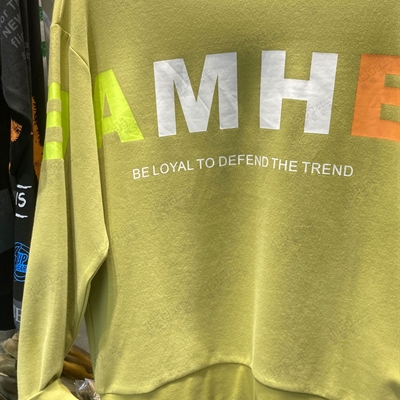 AMHE
BE LOYAL TO DEFEND THE TREND